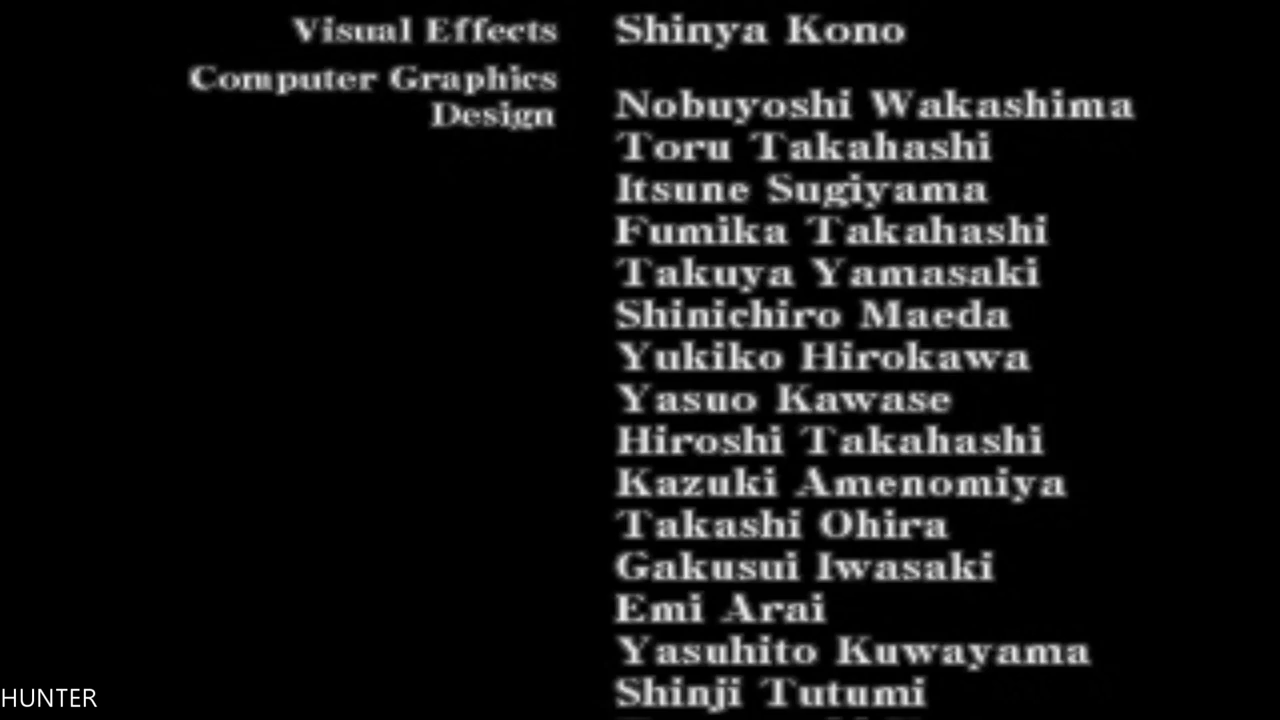 Visual Effects Shinya Kono
Computer Graphics
Design
Nobuyoshi Wakashima
Toru Takahashi
Itsune Sugiyama
Fumika Takahashi
Takuya Yamasaki
Shinichiro Maeda
Yukiko Hirokawa
Yasuo Kawase
Hiroshi Takahashi
Kazuki Amenomiya
Takashi Ohira
Gakusui Iwasaki
Emi Arai
Yasuhito Kuwayama
Shinji Tutumi
HUNTER